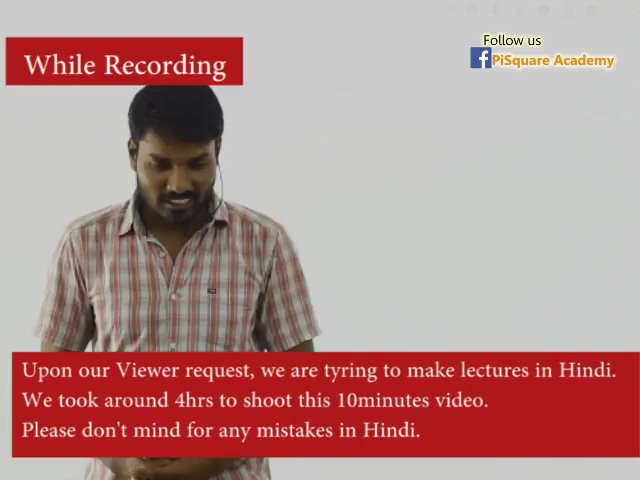 Follow us
PiSquare Academy
While Recording
Upon our Viewer request, we are tyring to make lectures in Hindi.
We took around 4hrs to shoot this 10minutes video.
Please don't mind for any mistakes in Hindi.